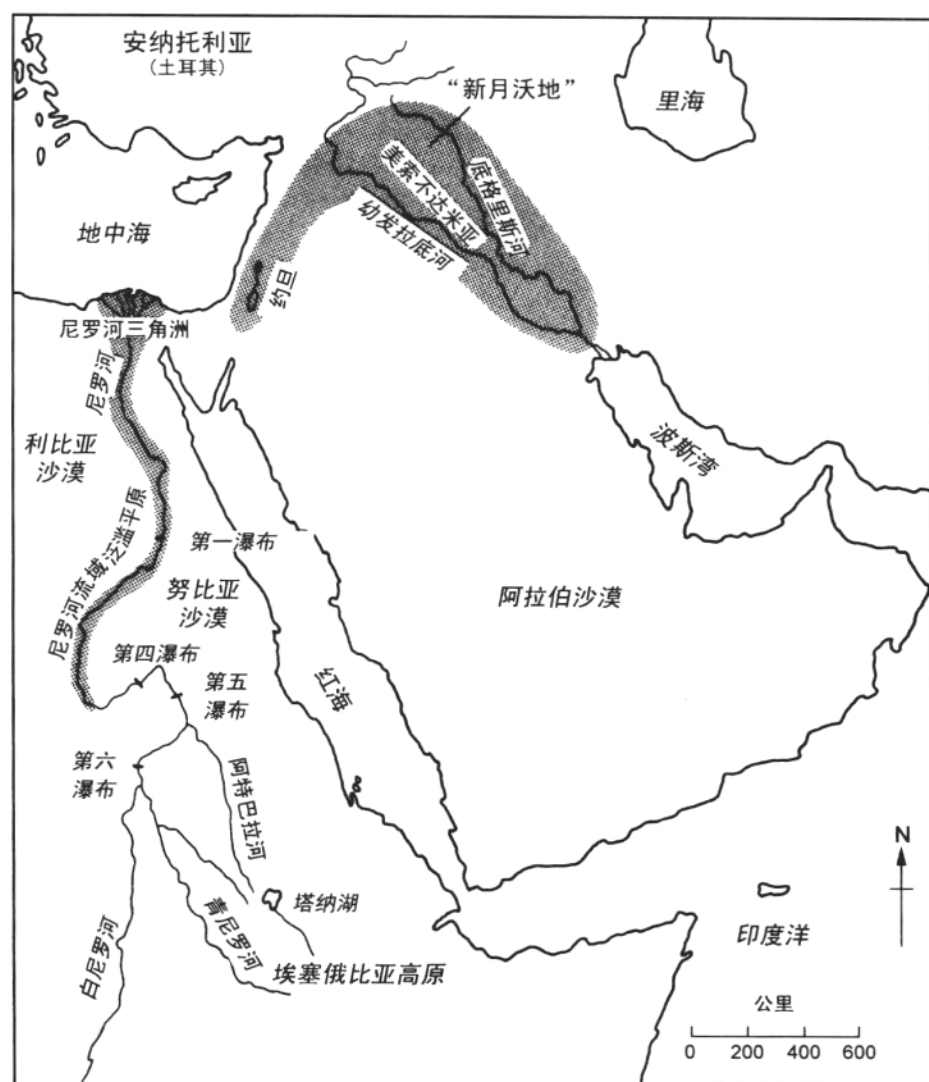 安纳托利亚
(土耳其)
“新月沃地”
里海
美索不达米亚
底格里斯河
幼发拉底河
地中海
约旦
尼罗河三角洲
尼罗河
利比亚
沙漠
波斯湾
第一瀑布
尼罗河流域泛滥平原
努比亚
沙漠
阿拉伯沙漠
第四瀑布
第五
瀑布
红海
第六
瀑布
阿特巴拉河
N
塔纳湖
青尼罗河
白尼罗河
印度洋
埃塞俄比亚高原
公里
0 200 400 600